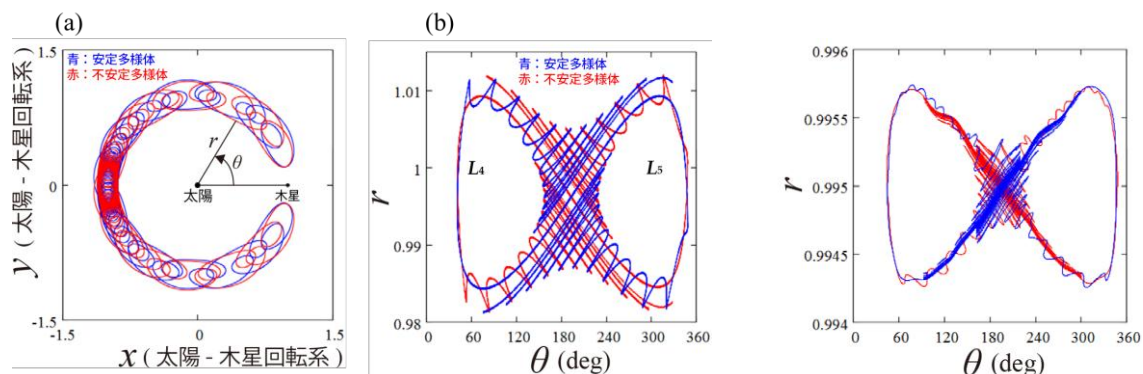 (a)
1.5
青：安定多様体
赤：不安定多様体
r
θ
太陽
木星
0
-1.5
-1.5
0
1.5
y ( 太陽 - 木星回転系 )
x ( 太陽 - 木星回転系 )
(b)
青：安定多様体
赤：不安定多様体
1.01
1
0.99
0.98
L4
L5
r
0
60
120
180
240
300
360
θ (deg)
0.996
0.9955
0.995
0.9945
0.994
r
0
60
120
180
240
300
360
θ (deg)